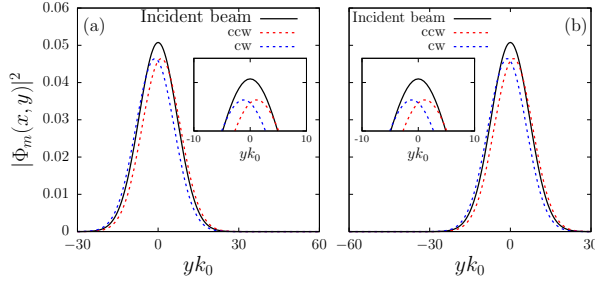 (a)
Incident beam
ccw
cw
Incident beam
ccw
cw
(b)
|Φ_m(x, y)|²
0.06
0.05
0.04
0.03
0.02
0.01
0
-10 0 10
yk₀
-10 0 10
yk₀
−30 0 30 60
yk₀
−60 −30 0 30
yk₀